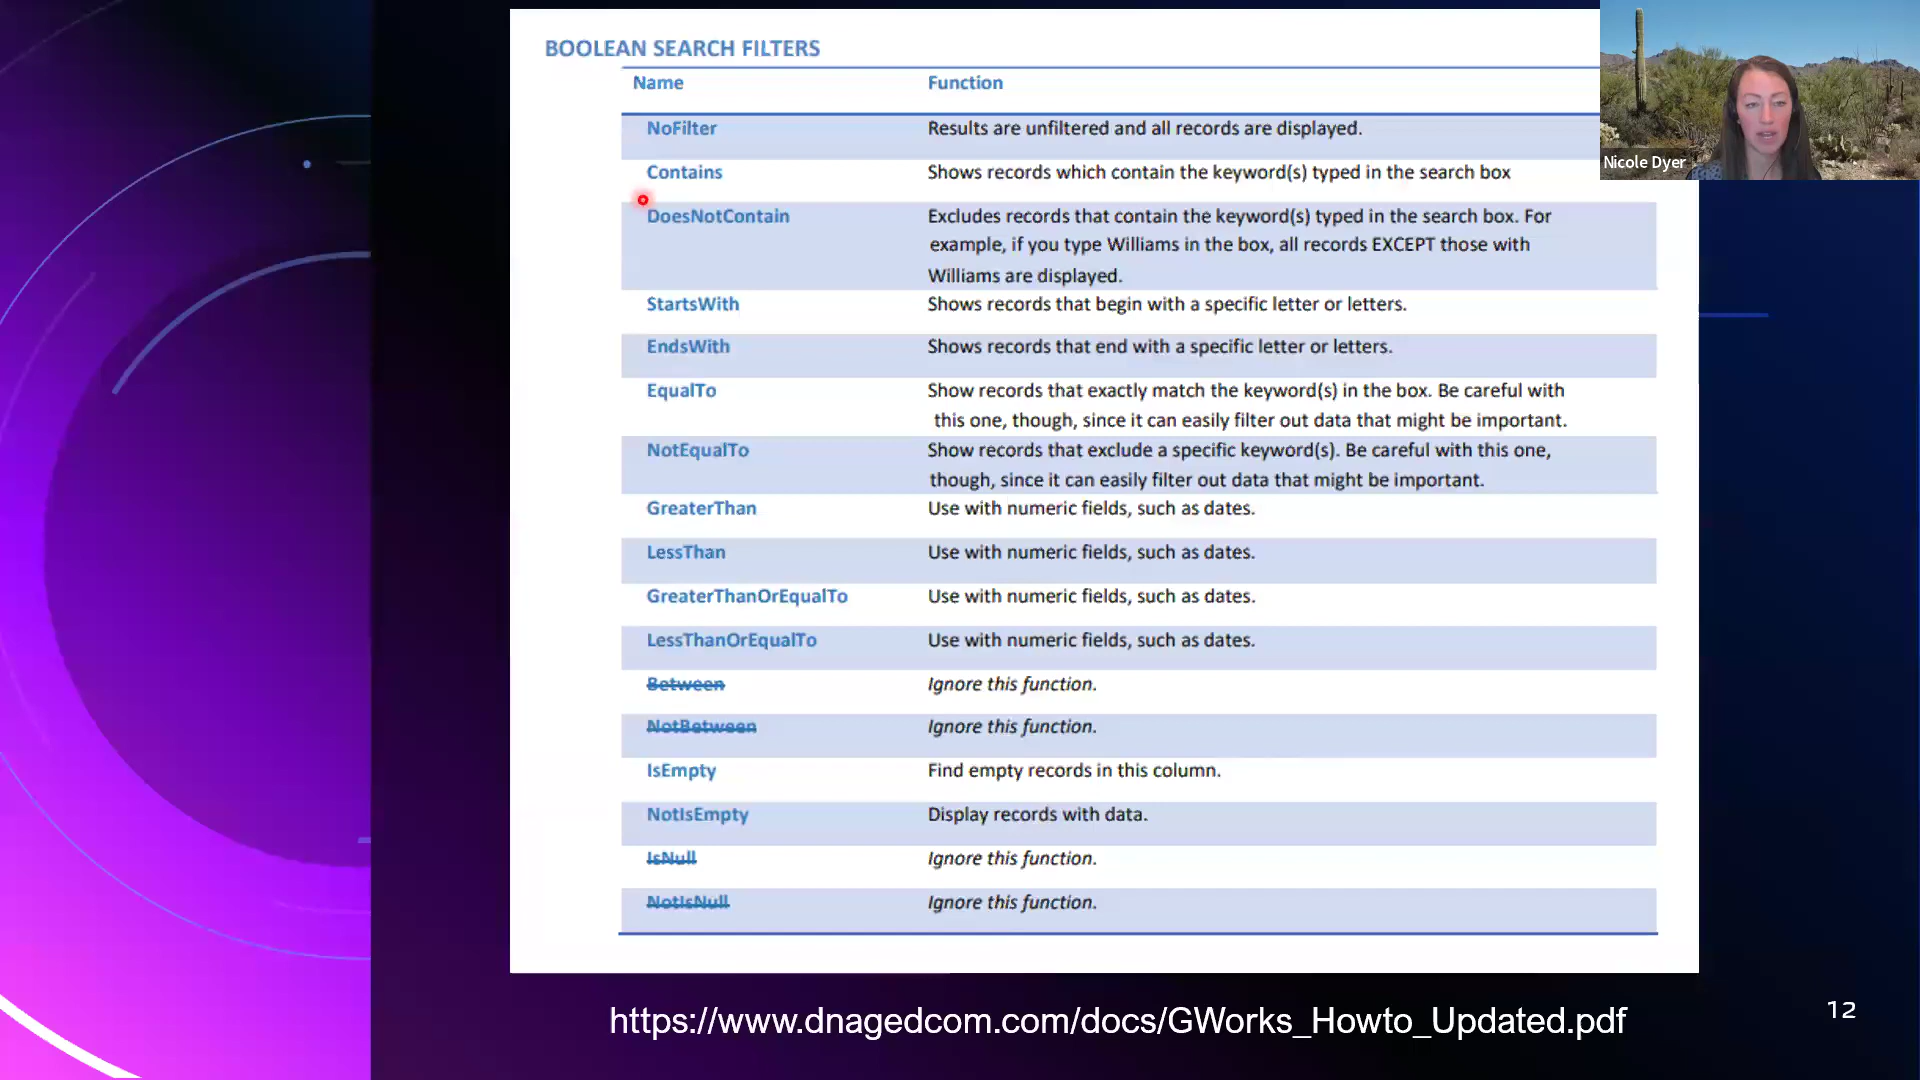 BOOLEAN SEARCH FILTERS
Name Function
NoFilter Results are unfiltered and all records are displayed.
Contains Shows records which contain the keyword(s) typed in the search box
DoesNotContain Excludes records that contain the keyword(s) typed in the search box. For
example, if you type Williams in the box, all records EXCEPT those with
Williams are displayed.
StartsWith Shows records that begin with a specific letter or letters.
EndsWith Shows records that end with a specific letter or letters.
EqualTo Show records that exactly match the keyword(s) in the box. Be careful with
this one, though, since it can easily filter out data that might be important.
NotEqualTo Show records that exclude a specific keyword(s). Be careful with this one,
though, since it can easily filter out data that might be important.
GreaterThan Use with numeric fields, such as dates.
LessThan Use with numeric fields, such as dates.
GreaterThanOrEqualTo Use with numeric fields, such as dates.
LessThanOrEqualTo Use with numeric fields, such as dates.
Between Ignore this function.
NotBetween Ignore this function.
IsEmpty Find empty records in this column.
NotIsEmpty Display records with data.
IsNull Ignore this function.
NotIsNull Ignore this function.
https://www.dnagedcom.com/docs/GWorks_Howto_Updated.pdf
12
Nicole Dyer